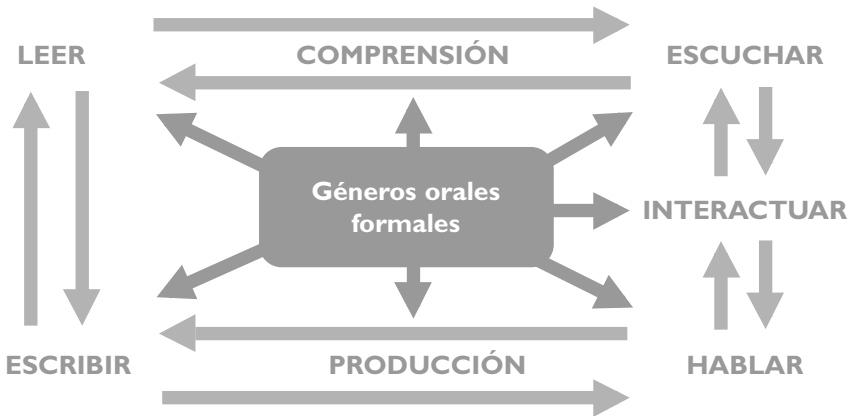 LEER COMPRENSIÓN ESCUCHAR
Géneros orales
formales
INTERACTUAR
ESCRIBIR PRODUCCIÓN HABLAR